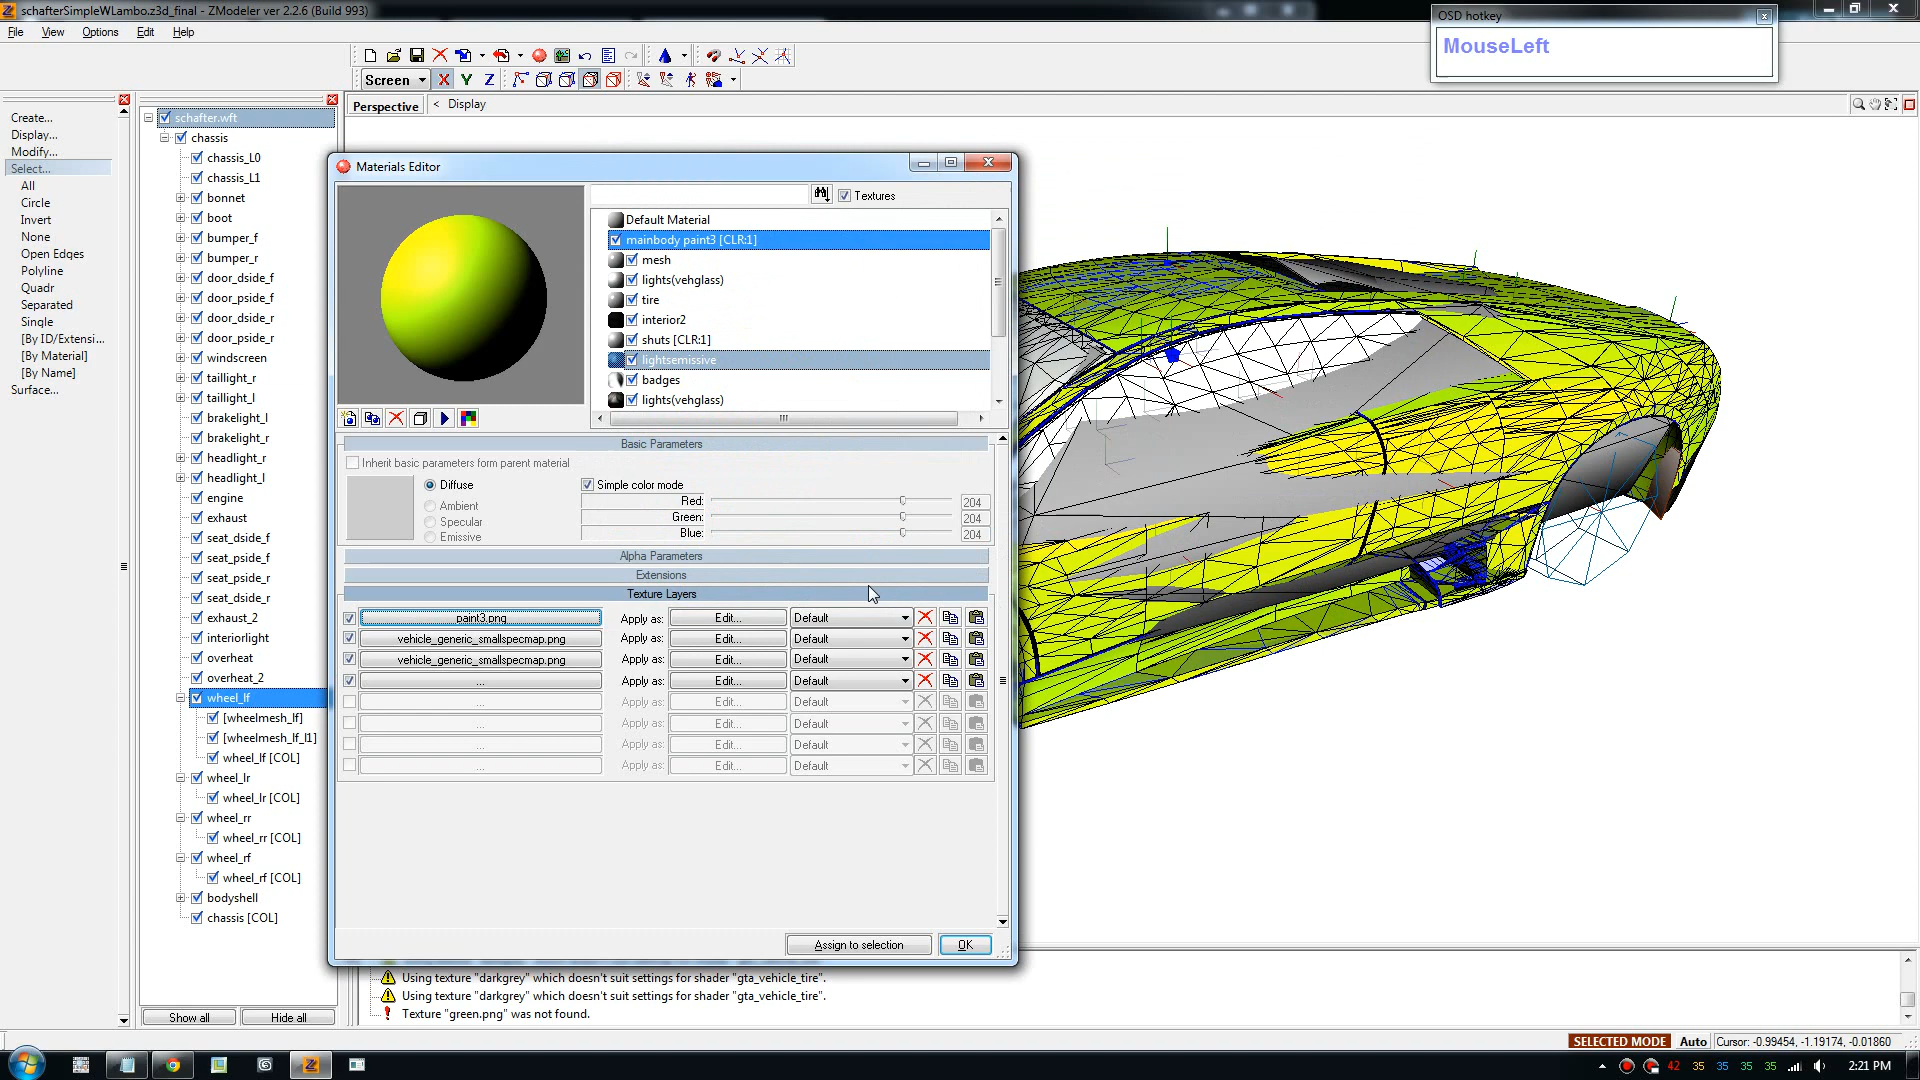 schafterSimpleWLambo.z3d_final - ZModeler ver 2.2.6 (Build 993)
File View Options Edit Help
OSD hotkey
MouseLeft
Screen X Y Z
Perspective < Display
Create...
Display...
Modify...
Select...
All
Circle
Invert
None
Open Edges
Polyline
Quadr
Separated
Single
[By ID/Extensi...
[By Material]
[By Name]
Surface...
schafter.wft
chassis
chassis_L0
chassis_L1
bonnet
boot
bumper_f
bumper_r
door_dside_f
door_pside_f
door_dside_r
door_pside_r
windscreen
taillight_r
taillight_l
brakelight_l
brakelight_r
headlight_r
headlight_l
engine
exhaust
seat_dside_f
seat_pside_f
seat_pside_r
seat_dside_r
exhaust_2
interiorlight
overheat
overheat_2
wheel_lf
[wheelmesh_lf]
[wheelmesh_lf_l1]
wheel_lf [COL]
wheel_lr
wheel_lr [COL]
wheel_rr
wheel_rr [COL]
wheel_rf
wheel_rf [COL]
bodyshell
chassis [COL]
Show all Hide all
Materials Editor
Textures
Default Material
mainbody paint3 [CLR:1]
mesh
lights(vehglass)
tire
interior2
shuts [CLR:1]
lightsemissive
badges
lights(vehglass)
Basic Parameters
Inherit basic parameters form parent material
Diffuse
Ambient
Specular
Emissive
Simple color mode
Red: 204
Green: 204
Blue: 204
Alpha Parameters
Extensions
Texture Layers
paint3.png Apply as: Edit... Default
vehicle_generic_smallspecmap.png Apply as: Edit... Default
vehicle_generic_smallspecmap.png Apply as: Edit... Default
... Apply as: Edit... Default
... Apply as: Edit... Default
... Apply as: Edit... Default
... Apply as: Edit... Default
... Apply as: Edit... Default
Assign to selection OK
Using texture "darkgrey" which doesn't suit settings for shader "gta_vehicle_tire".
Using texture "darkgrey" which doesn't suit settings for shader "gta_vehicle_tire".
Texture "green.png" was not found.
SELECTED MODE Auto Cursor: -0.99454, -1.19174, -0.01860
42 35 35 35 35 2:21 PM